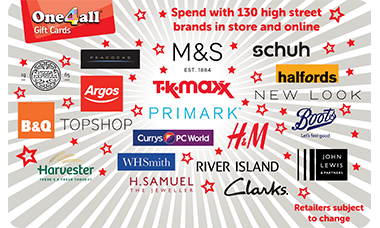 One4all
Gift Cards
Spend with 130 high street
brands in store and online
PEACOCKS
M&S
EST. 1884
schuh
19 65
Argos
T·K·maxx
halfords
NEW LOOK
B&Q
TOPSHOP
PRIMARK
Boots
Let's feel good
Currys PC World
H&M
Harvester
WHSmith
RIVER ISLAND
JOHN
LEWIS
& PARTNERS
H.SAMUEL
THE JEWELLER
Clarks.
Retailers subject
to change